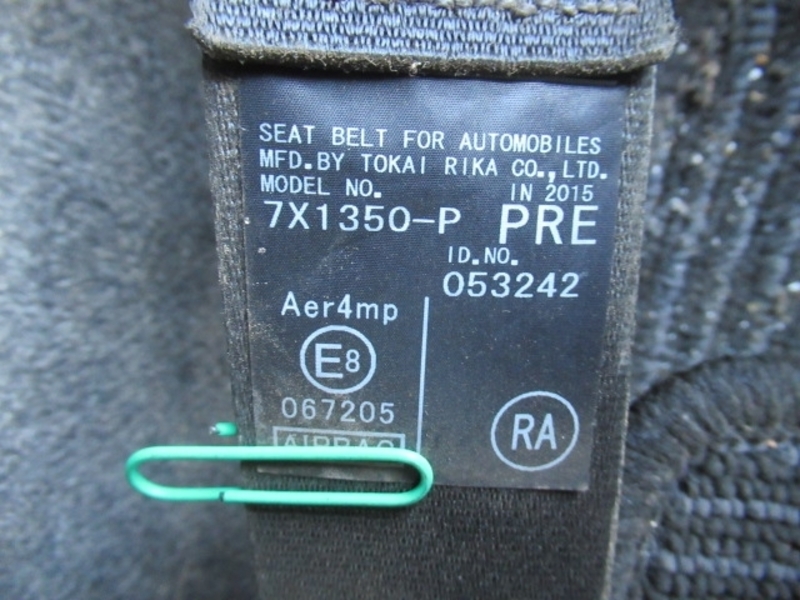 SEAT BELT FOR AUTOMOBILES
MFD.BY TOKAI RIKA CO.,LTD.
MODEL NO. IN 2015
7X1350-P PRE
ID.NO.
053242
Aer4mp
E8
067205
RA
AIRBAG